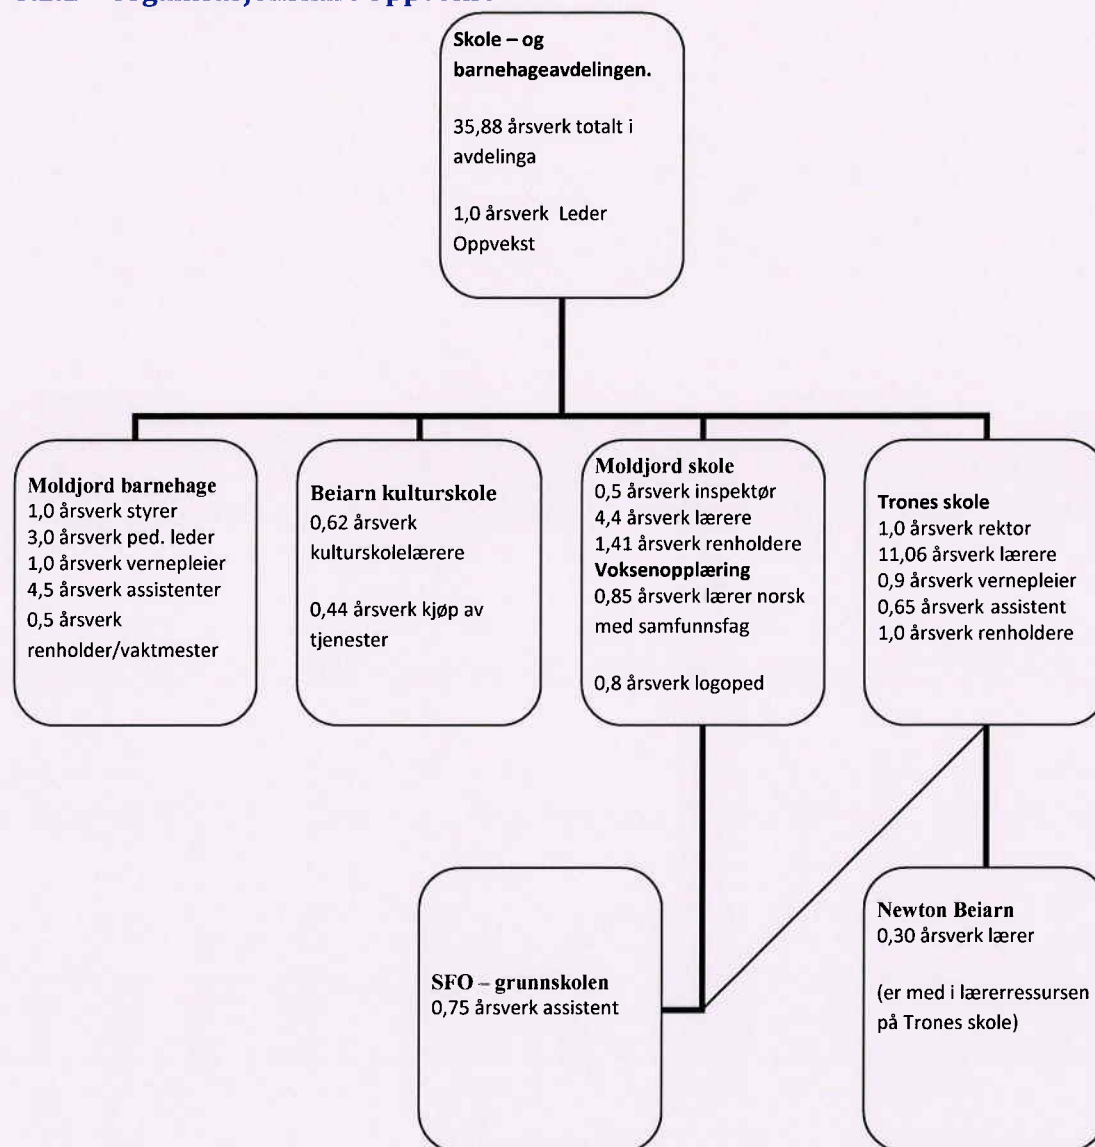 Skole – og
barnehageavdelingen.
35,88 årsverk totalt i
avdelinga
1,0 årsverk Leder
Oppvekst
Moldjord barnehage
1,0 årsverk styrer
3,0 årsverk ped. leder
1,0 årsverk vernepleier
4,5 årsverk assistenter
0,5 årsverk
renholder/vaktmester
Beiarn kulturskole
0,62 årsverk
kulturskolelærere
0,44 årsverk kjøp av
tjenester
Moldjord skole
0,5 årsverk inspektør
4,4 årsverk lærere
1,41 årsverk renholdere
Voksenopplæring
0,85 årsverk lærer norsk
med samfunnsfag
0,8 årsverk logoped
Trones skole
1,0 årsverk rektor
11,06 årsverk lærere
0,9 årsverk vernepleier
0,65 årsverk assistent
1,0 årsverk renholdere
SFO – grunnskolen
0,75 årsverk assistent
Newton Beiarn
0,30 årsverk lærer
(er med i lærerressursen
på Trones skole)